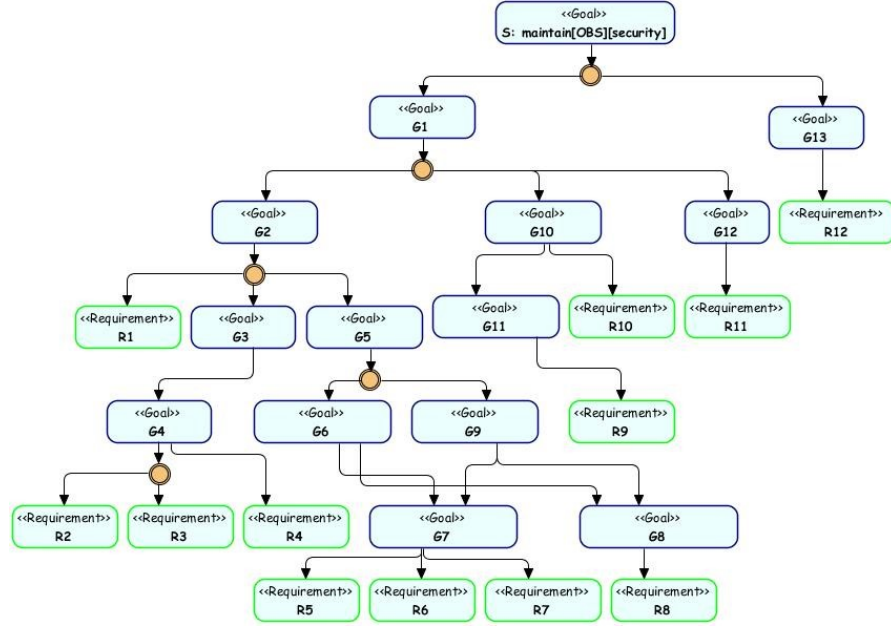 <<Goal>>
S: maintain[OBS][security]
<<Goal>>
G1
<<Goal>>
G13
<<Goal>>
G2
<<Goal>>
G10
<<Goal>>
G12
<<Requirement>>
R12
<<Requirement>>
R1
<<Goal>>
G3
<<Goal>>
G5
<<Goal>>
G11
<<Requirement>>
R10
<<Requirement>>
R11
<<Goal>>
G4
<<Goal>>
G6
<<Goal>>
G9
<<Requirement>>
R9
<<Requirement>>
R2
<<Requirement>>
R3
<<Requirement>>
R4
<<Goal>>
G7
<<Goal>>
G8
<<Requirement>>
R5
<<Requirement>>
R6
<<Requirement>>
R7
<<Requirement>>
R8